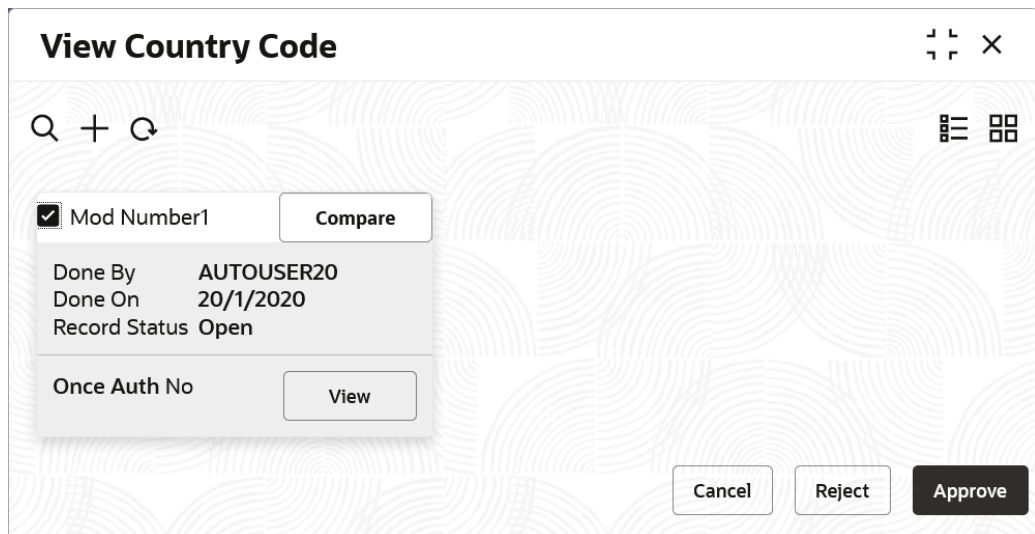 View Country Code
Mod Number1 Compare
Done By AUTOUSER20
Done On 20/1/2020
Record Status Open
Once Auth No View
Cancel Reject Approve